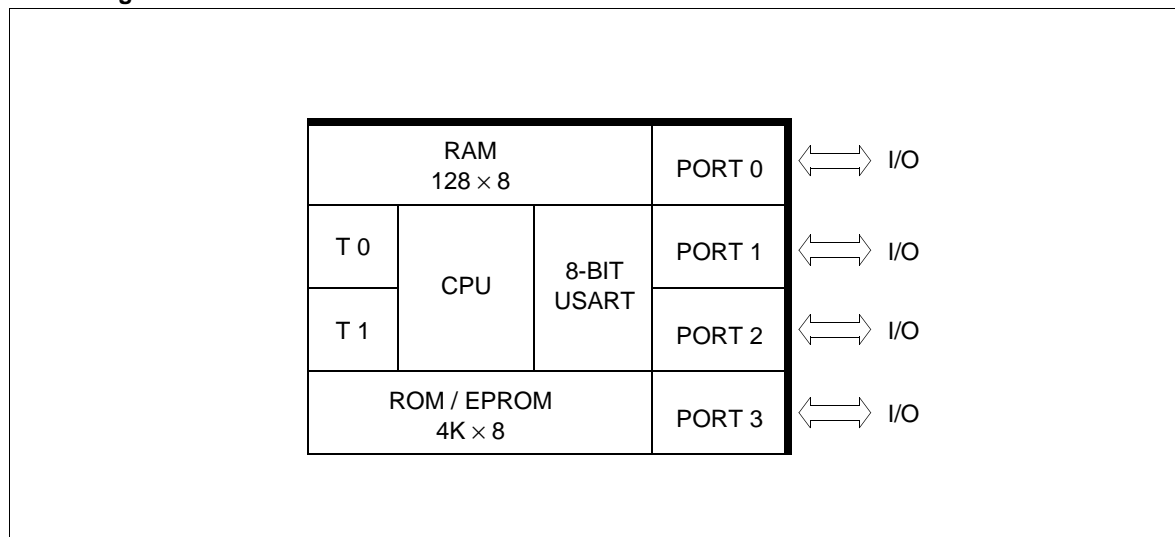 RAM
128 × 8
PORT 0
I/O
T 0
CPU
8-BIT
USART
PORT 1
I/O
T 1
PORT 2
I/O
ROM / EPROM
4K × 8
PORT 3
I/O